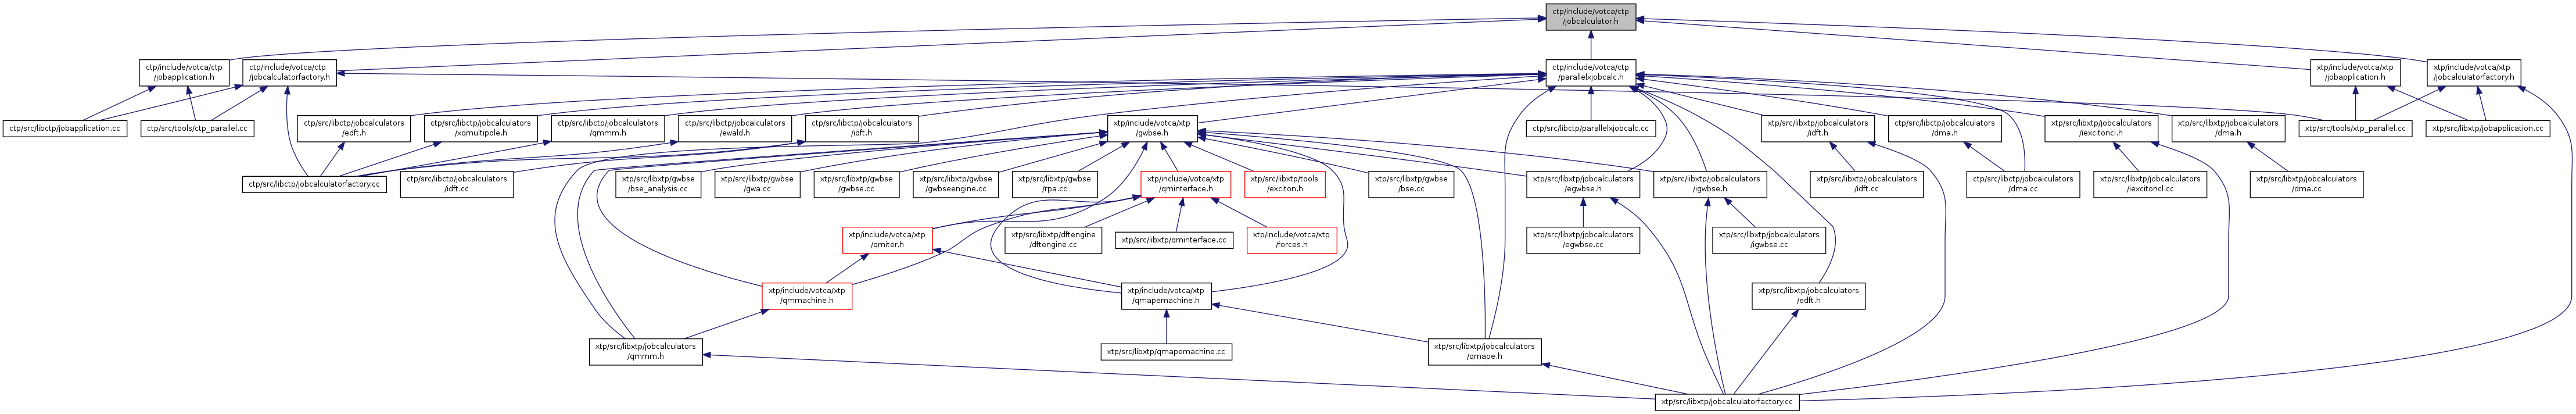 ctp/include/votca/ctp
/jobcalculator.h
ctp/include/votca/ctp
/jobapplication.h
ctp/include/votca/ctp
/jobcalculatorfactory.h
ctp/include/votca/ctp
/parallelxjobcalc.h
xtp/include/votca/xtp
/jobapplication.h
xtp/include/votca/xtp
/jobcalculatorfactory.h
ctp/src/libctp/jobapplication.cc
ctp/src/tools/ctp_parallel.cc
ctp/src/libctp/jobcalculators
/edft.h
ctp/src/libctp/jobcalculators
/xqmultipole.h
ctp/src/libctp/jobcalculators
/qmmm.h
ctp/src/libctp/jobcalculators
/ewald.h
ctp/src/libctp/jobcalculators
/idft.h
xtp/include/votca/xtp
/gwbse.h
ctp/src/libctp/parallelxjobcalc.cc
xtp/src/libxtp/jobcalculators
/idft.h
ctp/src/libctp/jobcalculators
/dma.h
xtp/src/libxtp/jobcalculators
/iexcitoncl.h
xtp/src/libxtp/jobcalculators
/dma.h
xtp/src/tools/xtp_parallel.cc
xtp/src/libxtp/jobapplication.cc
ctp/src/libctp/jobcalculatorfactory.cc
ctp/src/libctp/jobcalculators
/idft.cc
xtp/src/libxtp/gwbse
/bse_analysis.cc
xtp/src/libxtp/gwbse
/gwa.cc
xtp/src/libxtp/gwbse
/gwbse.cc
xtp/src/libxtp/gwbse
/gwbseengine.cc
xtp/src/libxtp/gwbse
/rpa.cc
xtp/include/votca/xtp
/qminterface.h
xtp/src/libxtp/tools
/exciton.h
xtp/src/libxtp/gwbse
/bse.cc
xtp/src/libxtp/jobcalculators
/egwbse.h
xtp/src/libxtp/jobcalculators
/igwbse.h
xtp/src/libxtp/jobcalculators
/idft.cc
ctp/src/libctp/jobcalculators
/dma.cc
xtp/src/libxtp/jobcalculators
/iexcitoncl.cc
xtp/src/libxtp/jobcalculators
/dma.cc
xtp/include/votca/xtp
/qmiter.h
xtp/src/libxtp/dftengine
/dftengine.cc
xtp/src/libxtp/qminterface.cc
xtp/include/votca/xtp
/forces.h
xtp/src/libxtp/jobcalculators
/egwbse.cc
xtp/src/libxtp/jobcalculators
/igwbse.cc
xtp/include/votca/xtp
/qmmachine.h
xtp/include/votca/xtp
/qmapemachine.h
xtp/src/libxtp/jobcalculators
/edft.h
xtp/src/libxtp/jobcalculators
/qmmm.h
xtp/src/libxtp/qmapemachine.cc
xtp/src/libxtp/jobcalculators
/qmape.h
xtp/src/libxtp/jobcalculatorfactory.cc